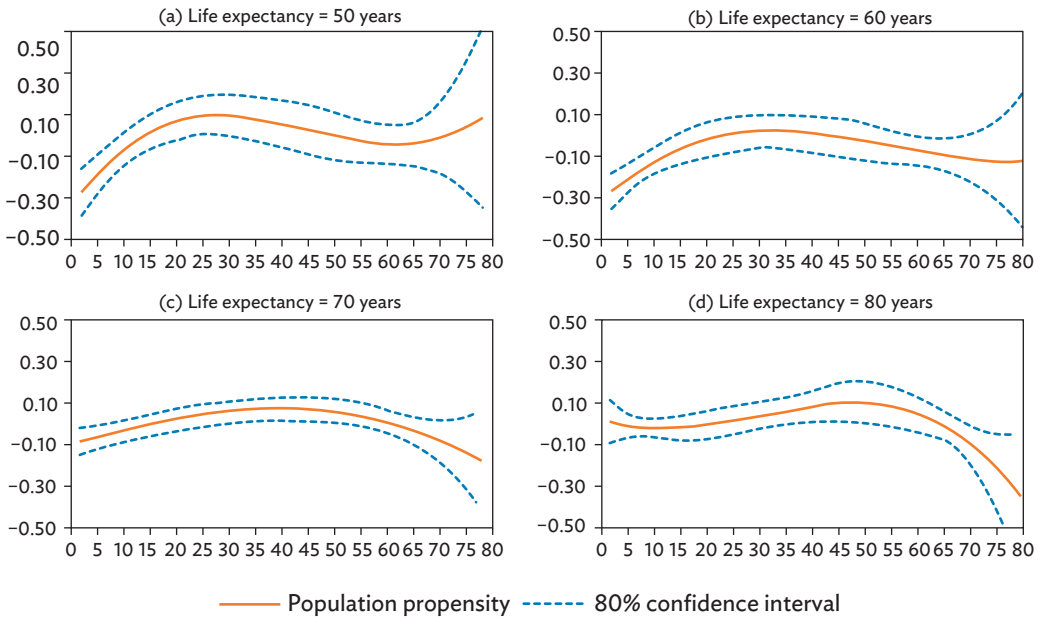 (a) Life expectancy = 50 years
0.50
0.30
0.10
−0.10
−0.30
−0.50
0 5 10 15 20 25 30 35 40 45 50 55 60 65 70 75 80
(b) Life expectancy = 60 years
0.50
0.30
0.10
−0.10
−0.30
−0.50
0 5 10 15 20 25 30 35 40 45 50 55 60 65 70 75 80
(c) Life expectancy = 70 years
0.50
0.30
0.10
−0.10
−0.30
−0.50
0 5 10 15 20 25 30 35 40 45 50 55 60 65 70 75 80
(d) Life expectancy = 80 years
0.50
0.30
0.10
−0.10
−0.30
−0.50
0 5 10 15 20 25 30 35 40 45 50 55 60 65 70 75 80
Population propensity 80% confidence interval